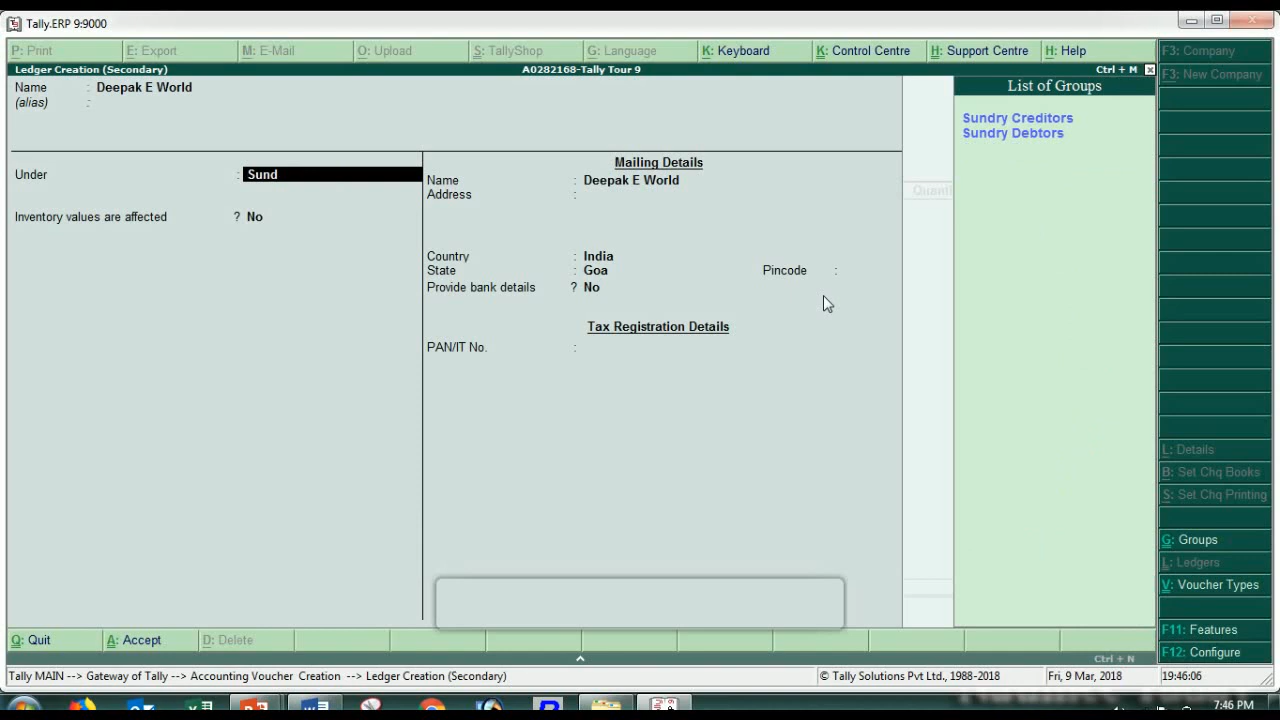 Tally.ERP 9:9000
P: Print E: Export M: E-Mail O: Upload S: TallyShop G: Language K: Keyboard K: Control Centre H: Support Centre H: Help
F3: Company
Ledger Creation (Secondary) A0282168-Tally Tour 9 Ctrl + M
F3: New Company
Name : Deepak E World
(alias) :
List of Groups
Sundry Creditors
Sundry Debtors
Under : Sund
Inventory values are affected ? No
Mailing Details
Name : Deepak E World
Address :
Country : India
State : Goa Pincode :
Provide bank details ? No
Tax Registration Details
PAN/IT No. :
Quanti
L: Details
B: Set Chq Books
S: Set Chq Printing
G: Groups
L: Ledgers
V: Voucher Types
F11: Features
F12: Configure
Q: Quit A: Accept D: Delete
Ctrl + N
Tally MAIN --> Gateway of Tally --> Accounting Voucher Creation --> Ledger Creation (Secondary) © Tally Solutions Pvt Ltd., 1988-2018 Fri, 9 Mar, 2018 19:46:06
7:46 PM